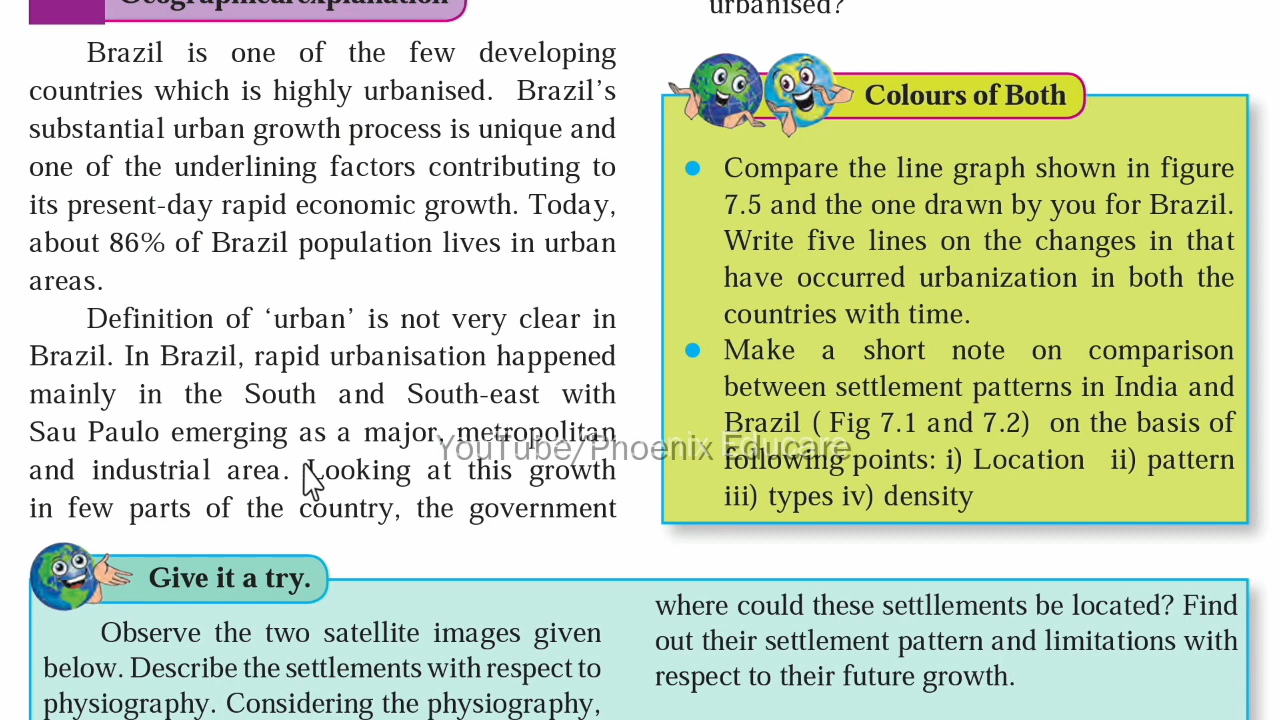 Geographical explanation
Brazil is one of the few developing
countries which is highly urbanised. Brazil's
substantial urban growth process is unique and
one of the underlining factors contributing to
its present-day rapid economic growth. Today,
about 86% of Brazil population lives in urban
areas.
Definition of ‘urban’ is not very clear in
Brazil. In Brazil, rapid urbanisation happened
mainly in the South and South-east with
Sau Paulo emerging as a major, metropolitan
and industrial area. Looking at this growth
in few parts of the country, the government
urbanised?
Colours of Both
Compare the line graph shown in figure
7.5 and the one drawn by you for Brazil.
Write five lines on the changes in that
have occurred urbanization in both the
countries with time.
Make a short note on comparison
between settlement patterns in India and
Brazil ( Fig 7.1 and 7.2) on the basis of
following points: i) Location ii) pattern
iii) types iv) density
YouTube/Phoenix Educare
Give it a try.
Observe the two satellite images given
below. Describe the settlements with respect to
physiography. Considering the physiography,
where could these settllements be located? Find
out their settlement pattern and limitations with
respect to their future growth.